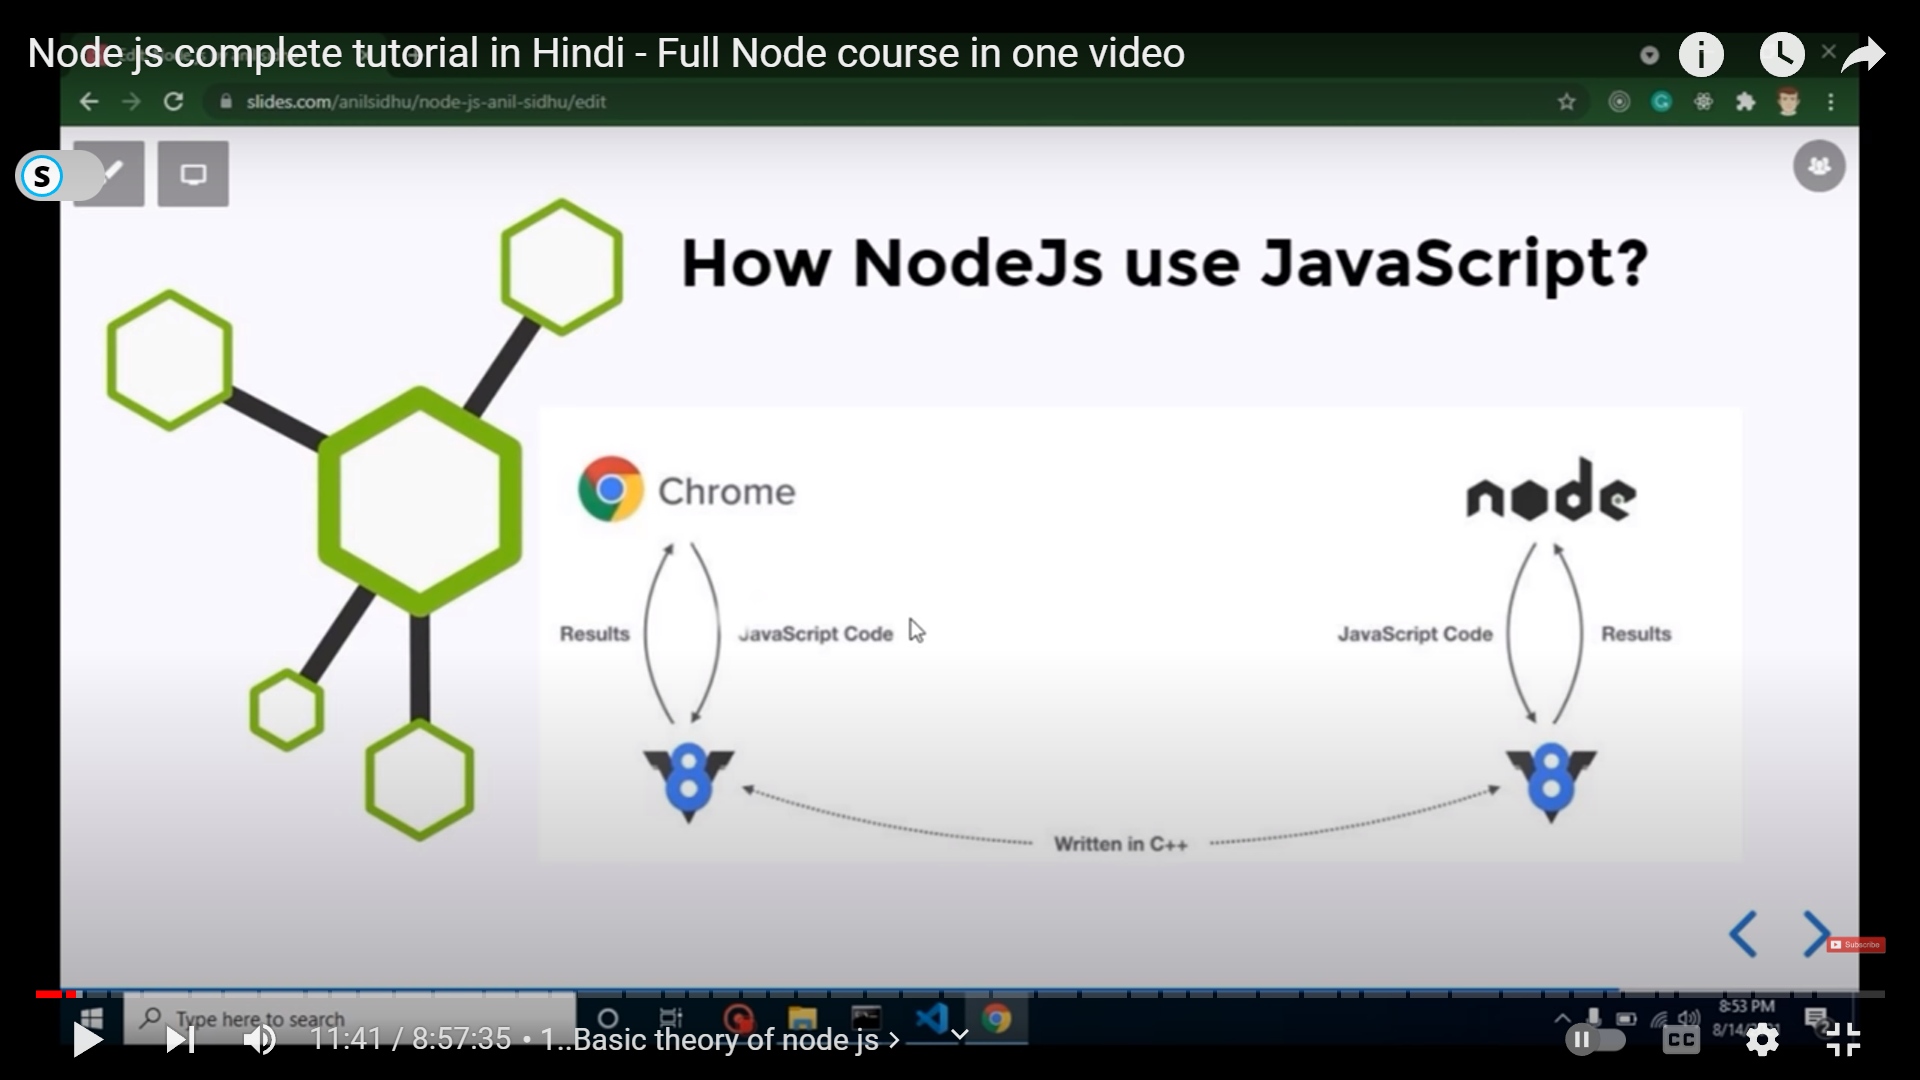 Node js complete tutorial in Hindi - Full Node course in one video
slides.com/anilsidhu/node-js-anil-sidhu/edit
S
How NodeJs use JavaScript?
Chrome
node
Results
JavaScript Code
JavaScript Code
Results
8
8
Written in C++
Subscribe
Type here to search
8:53 PM
11:41 / 8:57:35 • 1..Basic theory of node js
CC